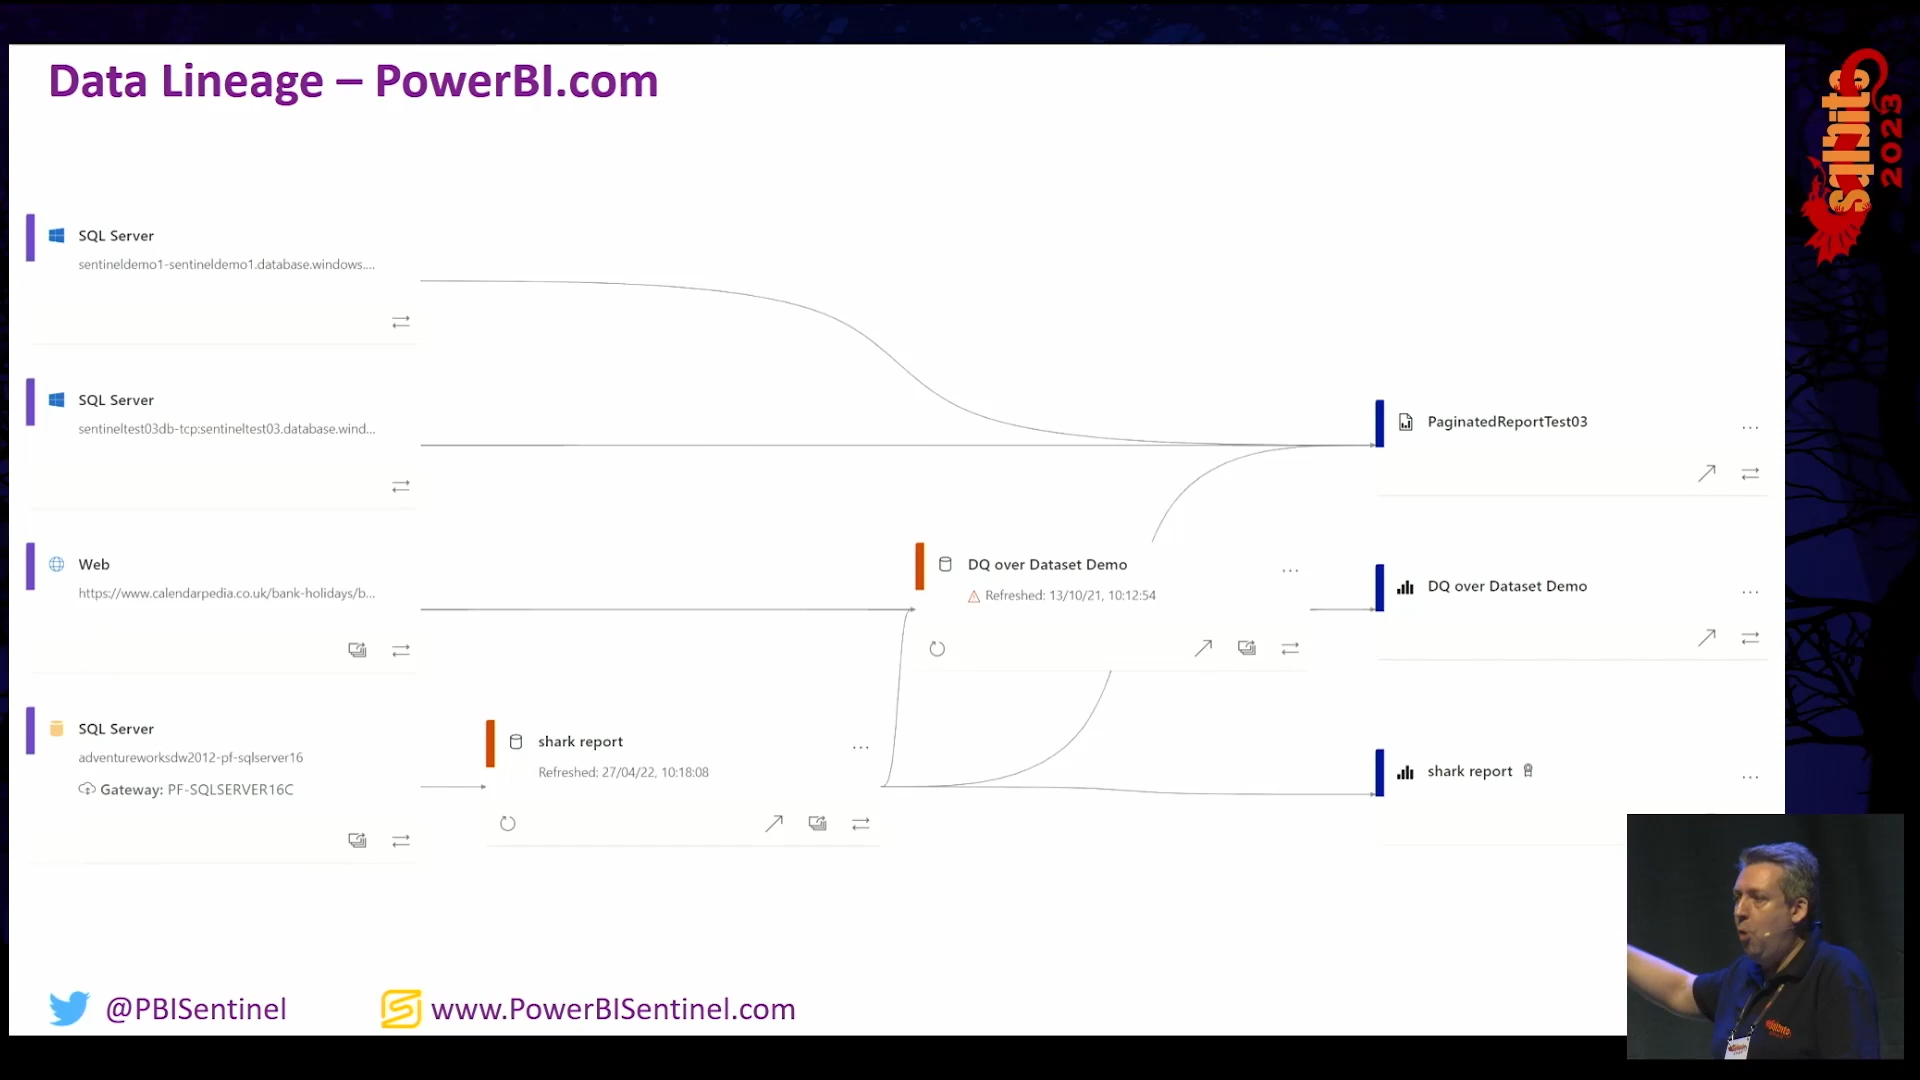 Data Lineage – PowerBI.com
sqlbits
2023
SQL Server
sentineldemo1-sentineldemo1.database.windows....
SQL Server
sentineltest03db-tcp:sentineltest03.database.wind...
PaginatedReportTest03
Web
https://www.calendarpedia.co.uk/bank-holidays/b...
DQ over Dataset Demo
Refreshed: 13/10/21, 10:12:54
DQ over Dataset Demo
SQL Server
adventureworksdw2012-pf-sqlserver16
Gateway: PF-SQLSERVER16C
shark report
Refreshed: 27/04/22, 10:18:08
shark report
@PBISentinel
www.PowerBISentinel.com